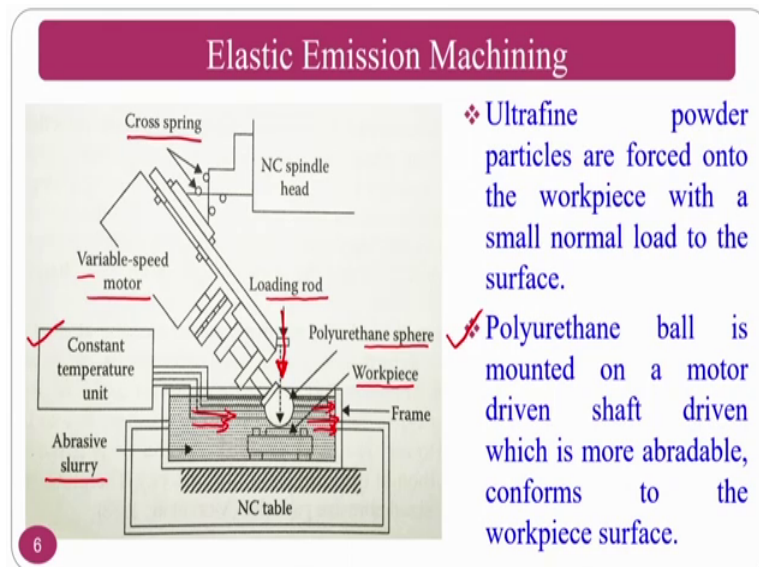 Elastic Emission Machining
Cross spring
NC spindle
head
Variable-speed
motor
Loading rod
Polyurethane sphere
Constant
temperature
unit
Workpiece
Frame
Abrasive
slurry
NC table
❖ Ultrafine powder
particles are forced onto
the workpiece with a
small normal load to the
surface.
❖ Polyurethane ball is
mounted on a motor
driven shaft driven
which is more abradable,
conforms to the
workpiece surface.
6